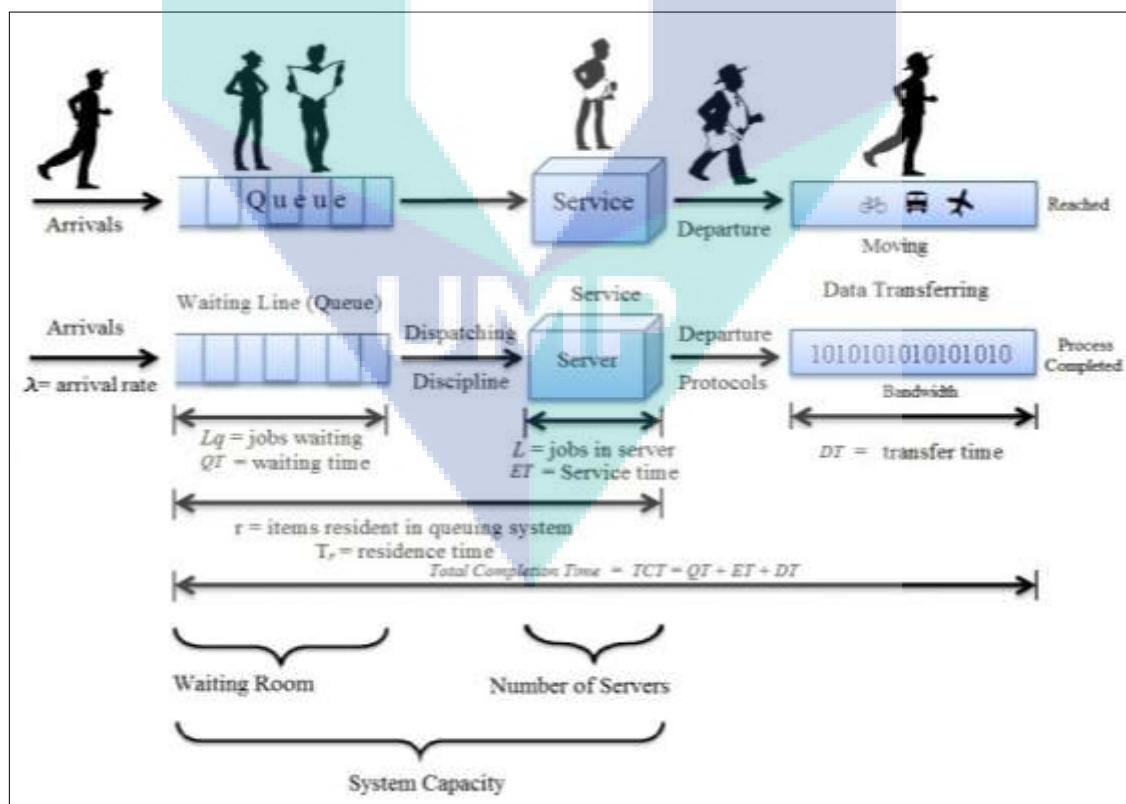 Queue
Service
Arrivals
Departure
Reached
Moving
Waiting Line (Queue)
Service
Data Transferring
UMP
Arrivals
Dispatching
Departure
Server
1010101010101010
Process
Completed
λ= arrival rate
Discipline
Protocols
Bandwidth
Lq = jobs waiting
QT = waiting time
L = jobs in server
ET = Service time
DT = transfer time
r = items resident in queuing system
Tr = residence time
Total Completion Time = TCT = QT + ET + DT
Waiting Room
Number of Servers
System Capacity